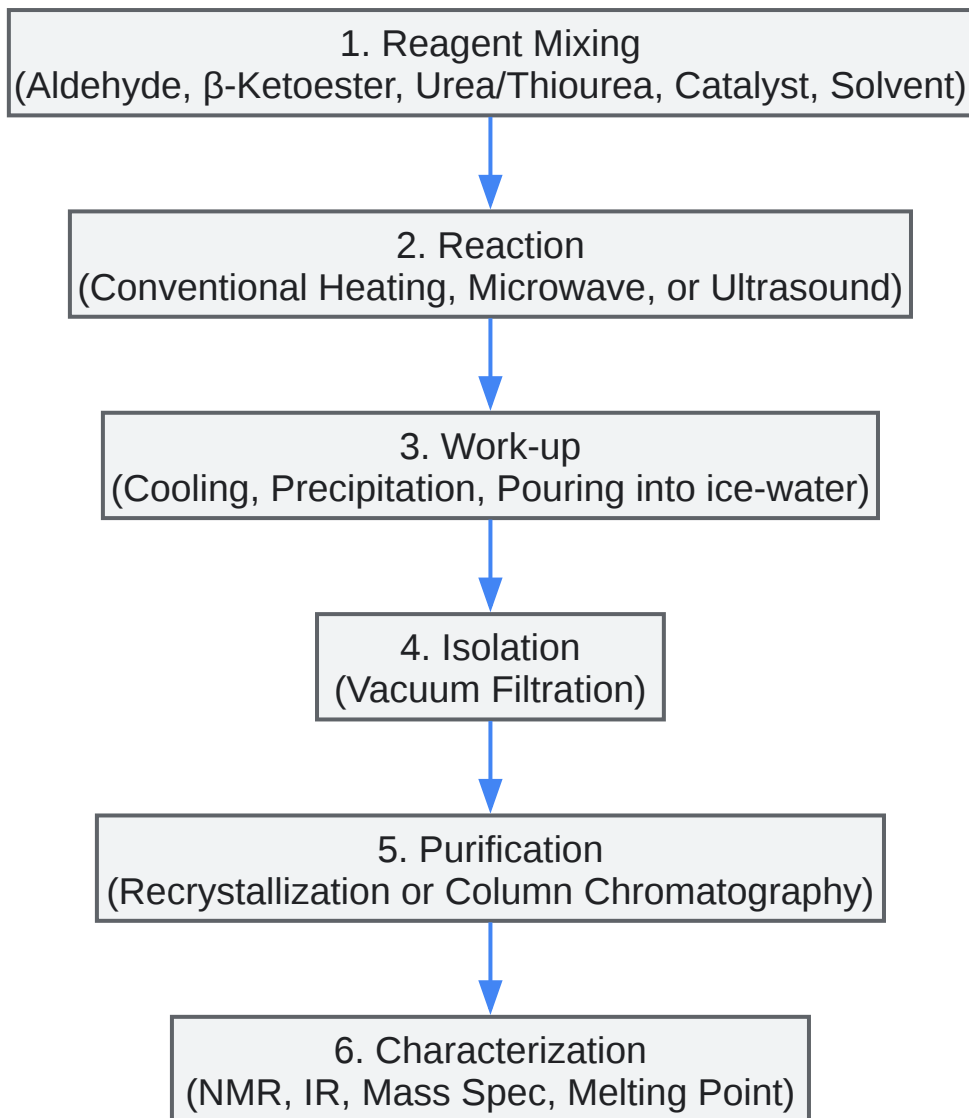 1. Reagent Mixing
(Aldehyde, β-Ketoester, Urea/Thiourea, Catalyst, Solvent)
2. Reaction
(Conventional Heating, Microwave, or Ultrasound)
3. Work-up
(Cooling, Precipitation, Pouring into ice-water)
4. Isolation
(Vacuum Filtration)
5. Purification
(Recrystallization or Column Chromatography)
6. Characterization
(NMR, IR, Mass Spec, Melting Point)